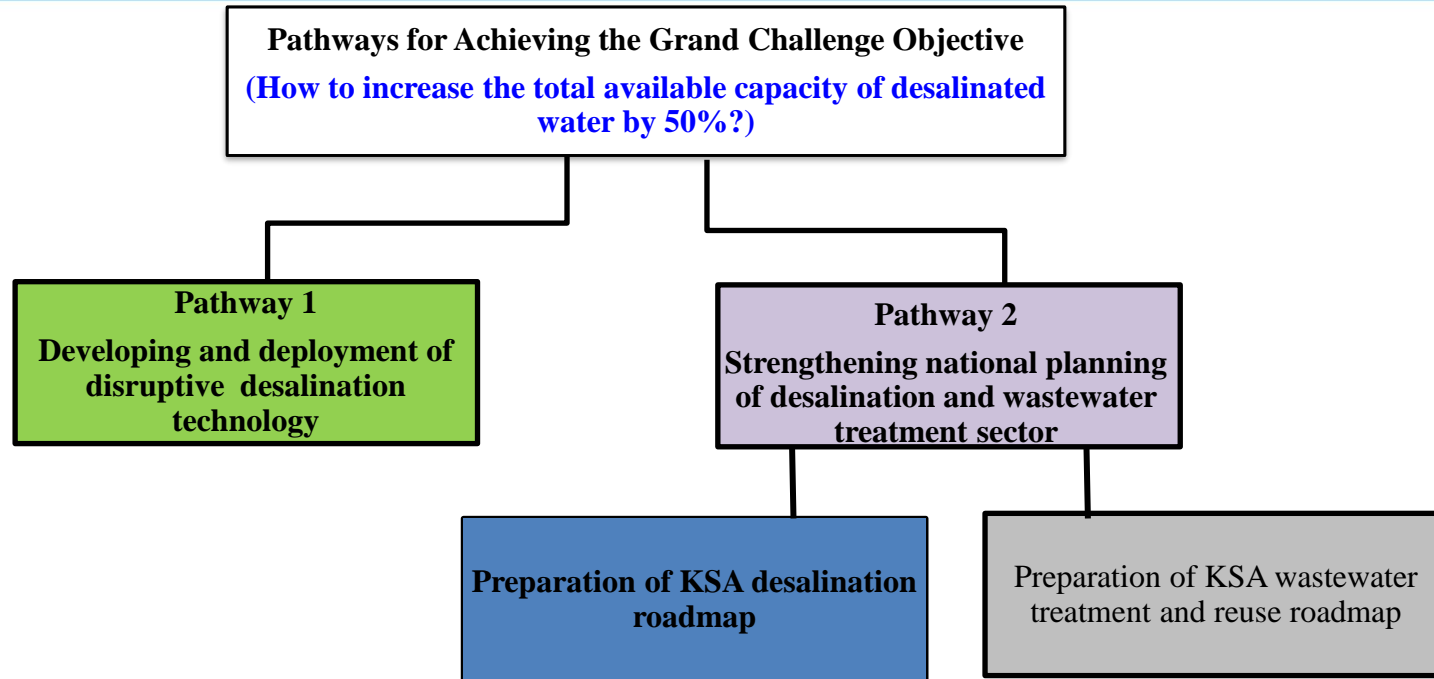 Pathways for Achieving the Grand Challenge Objective
(How to increase the total available capacity of desalinated
water by 50%?)
Pathway 1
Developing and deployment of
disruptive desalination
technology
Pathway 2
Strengthening national planning
of desalination and wastewater
treatment sector
Preparation of KSA desalination
roadmap
Preparation of KSA wastewater
treatment and reuse roadmap